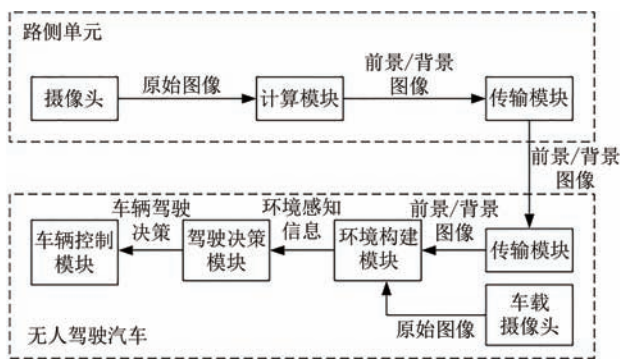 路侧单元
摄像头
原始图像
计算模块
前景/背景
图像
传输模块
前景/背景
图像
车辆控制
模块
车辆驾驶
决策
驾驶决策
模块
环境感知
信息
环境构建
模块
前景/背景
图像
传输模块
车载
摄像头
原始图像
无人驾驶汽车